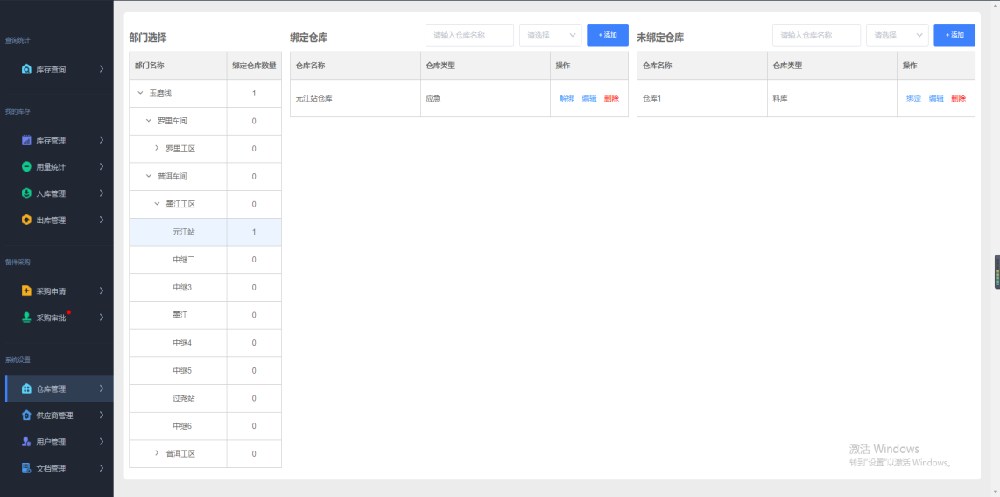 查询统计
库存查询
我的库存
库存管理
用量统计
入库管理
出库管理
备件采购
采购申请
采购审批
系统设置
仓库管理
供应商管理
用户管理
文档管理
部门选择
部门名称 绑定仓库数量
玉磨线 1
罗里车间 0
罗里工区 0
普洱车间 0
墨江工区 0
元江站 1
中继二 0
中继3 0
墨江 0
中继4 0
中继5 0
过尧站 0
中继6 0
普洱工区 0
绑定仓库 请输入仓库名称 请选择 + 添加
仓库名称 仓库类型 操作
元江站仓库 应急 解绑 编辑 删除
未绑定仓库 请输入仓库名称 请选择 + 添加
仓库名称 仓库类型 操作
仓库1 料库 绑定 编辑 删除
激活 Windows
转到"设置"以激活 Windows。